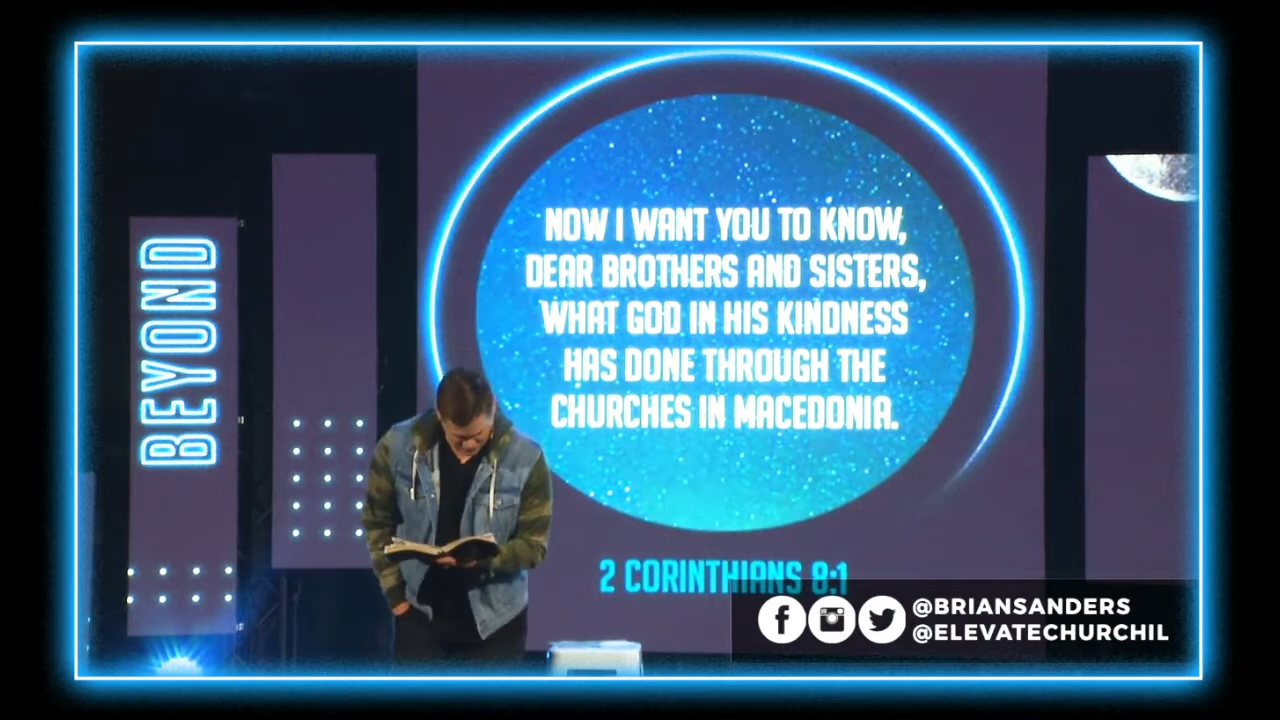 BEYOND
NOW I WANT YOU TO KNOW,
DEAR BROTHERS AND SISTERS,
WHAT GOD IN HIS KINDNESS
HAS DONE THROUGH THE
CHURCHES IN MACEDONIA.
2 CORINTHIANS 8:1
@BRIANSANDERS
@ELEVATECHURCHIL